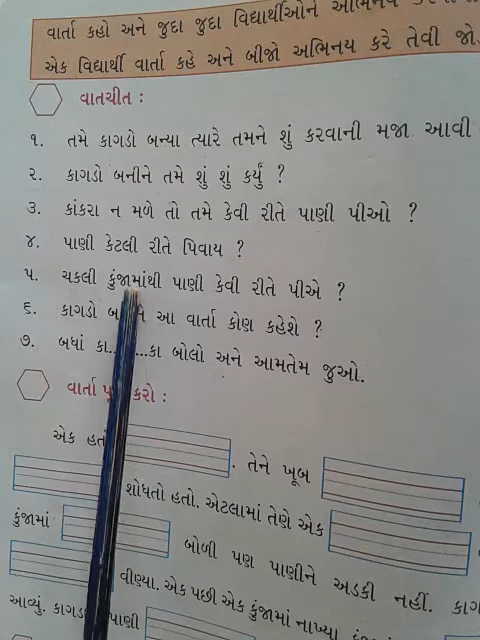 વાર્તા કહો અને જુદા જુદા વિદ્યાર્થીઓને અભિનય
એક વિદ્યાર્થી વાર્તા કહે અને બીજો અભિનય કરે તેવી
વાતચીત :
૧. તમે કાગડો બન્યા ત્યારે તમને શું કરવાની મજા આવી
૨. કાગડો બનીને તમે શું શું કર્યું ?
૩. કાંકરા ન મળે તો તમે કેવી રીતે પાણી પીઓ ?
૪. પાણી કેટલી રીતે પિવાય ?
૫. ચકલી કુંજામાંથી પાણી કેવી રીતે પીએ ?
૬. કાગડો આ વાર્તા કોણ કહેશે ?
૭. બધાં કા......કા બોલો અને આમતેમ જુઓ.
વાર્તા કરો :
એક . તેને ખૂબ
શોધતો હતો. એટલામાં તેણે એક
કુંજામાં બોળી પણ પાણીને અડકી નહીં.
વીણ્યા. એક પછી એક કુંજામાં નાખ્યા
આવ્યું. પાણી